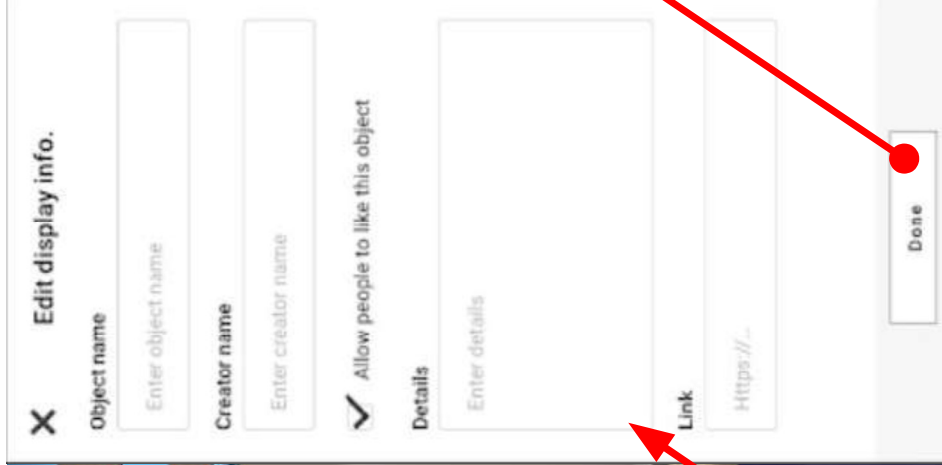 Edit display info.
Object name
Enter object name
Creator name
Enter creator name
Allow people to like this object
Details
Enter details
Link
Https://..
Done